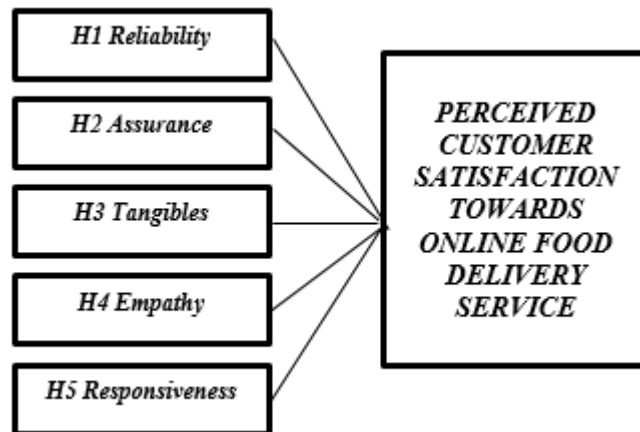 H1 Reliability
H2 Assurance
H3 Tangibles
H4 Empathy
H5 Responsiveness
PERCEIVED
CUSTOMER
SATISFACTION
TOWARDS
ONLINE FOOD
DELIVERY
SERVICE